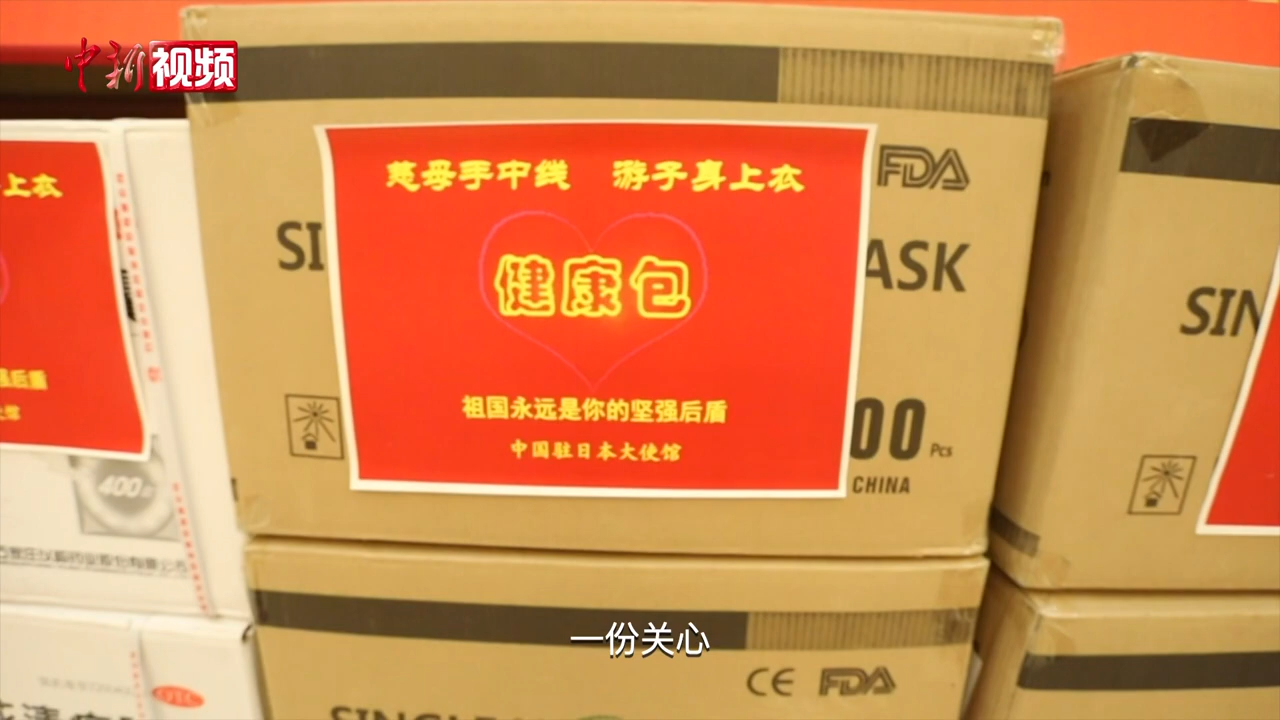 中新视频
慈母手中线 游子身上衣
健康包
祖国永远是你的坚强后盾
中国驻日本大使馆
FDA
SI
ASK
00 Pcs
CHINA
上衣
强后盾
400
SIN
一份关心
CE FDA
OTC